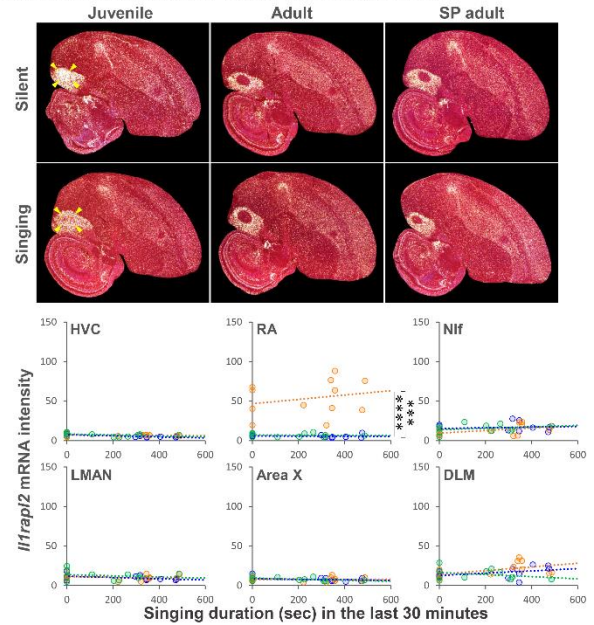 Juvenile Adult SP adult
Silent
Singing
HVC RA NIf
150 150 150
100 100 100
50 50 50
0 0 0
0 200 400 600 0 200 400 600 0 200 400 600
****
***
Il1rapl2 mRNA intensity
LMAN Area X DLM
150 150 150
100 100 100
50 50 50
0 0 0
0 200 400 600 0 200 400 600 0 200 400 600
Singing duration (sec) in the last 30 minutes